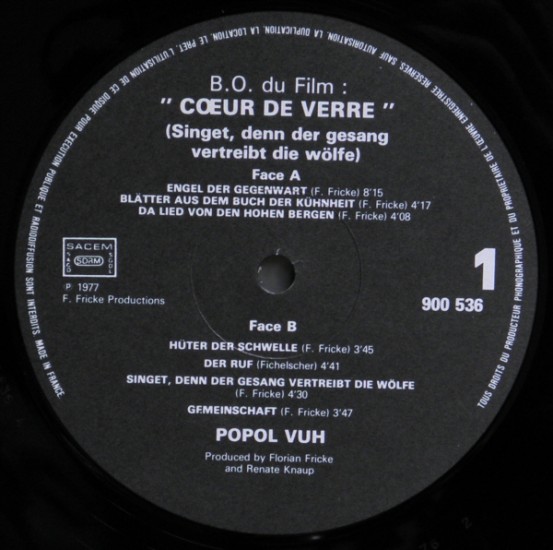 B.O. du Film :
" CŒUR DE VERRE "
(Singet, denn der gesang
vertreibt die wölfe)
Face A
ENGEL DER GEGENWART (F. Fricke) 8'15
BLÄTTER AUS DEM BUCH DER KÜHNHEIT (F. Fricke) 4'17
DA LIED VON DEN HOHEN BERGEN (F. Fricke) 4'08
SACEM
SDRM
SACD
SGDL
1
℗ 1977
F. Fricke Productions
900 536
Face B
HÜTER DER SCHWELLE (F. Fricke) 3'45
DER RUF (Fichelscher) 4'41
SINGET, DENN DER GESANG VERTREIBT DIE WÖLFE
(F. Fricke) 4'30
GEMEINSCHAFT (F. Fricke) 3'47
POPOL VUH
Produced by Florian Fricke
and Renate Knaup
TOUS DROITS DU PRODUCTEUR PHONOGRAPHIQUE ET DU PROPRIETAIRE DE L'ŒUVRE ENREGISTREE RESERVES. SAUF AUTORISATION, LA DUPLICATION, LA LOCATION, LE PRET, L'UTILISATION DE CE DISQUE POUR EXECUTION PUBLIQUE ET RADIODIFFUSION SONT INTERDITS. MADE IN FRANCE.